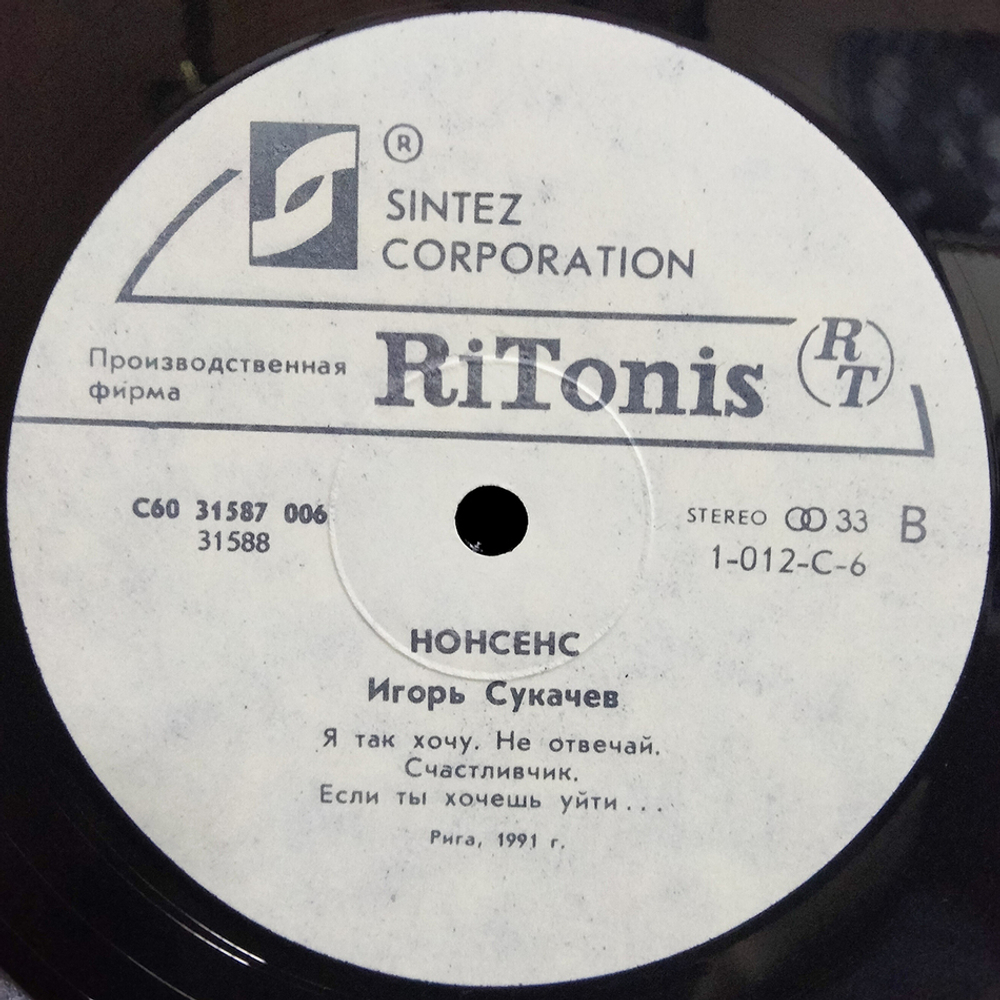 ®
SINTEZ
CORPORATION
Производственная
фирма
RiTonis
RT
С60 31587 006
31588
STEREO 33 B
1-012-C-6
НОНСЕНС
Игорь Сукачев
Я так хочу. Не отвечай.
Счастливчик.
Если ты хочешь уйти...
Рига, 1991 г.